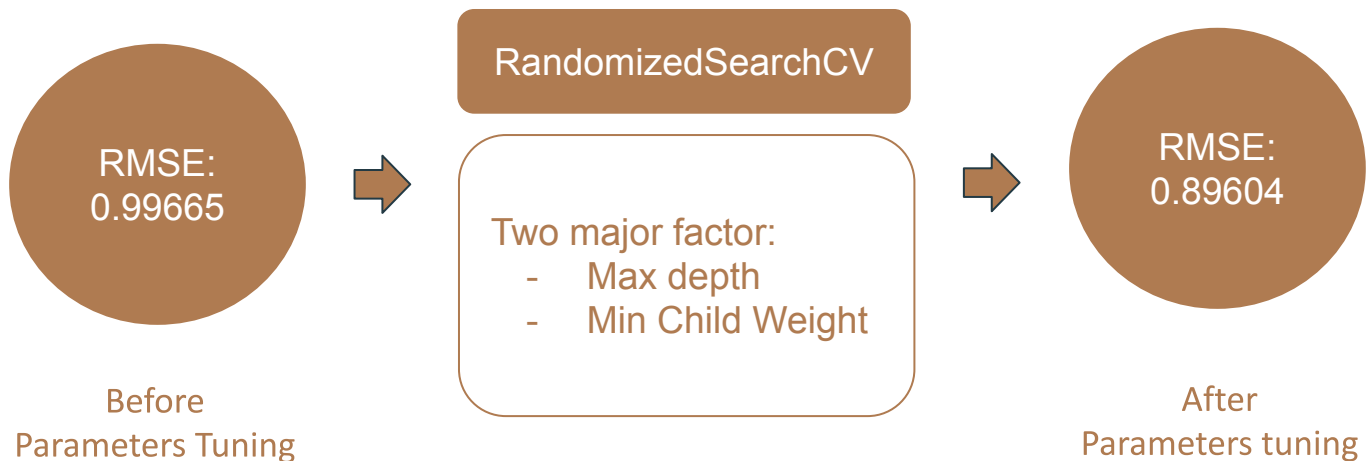 RMSE:
0.99665
Before
Parameters Tuning
RandomizedSearchCV
Two major factor:
- Max depth
- Min Child Weight
RMSE:
0.89604
After
Parameters tuning